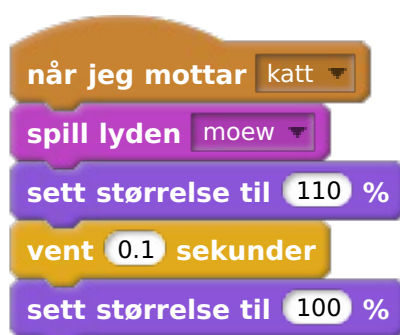 når jeg mottar katt
spill lyden moew
sett størrelse til 110 %
vent 0.1 sekunder
sett størrelse til 100 %